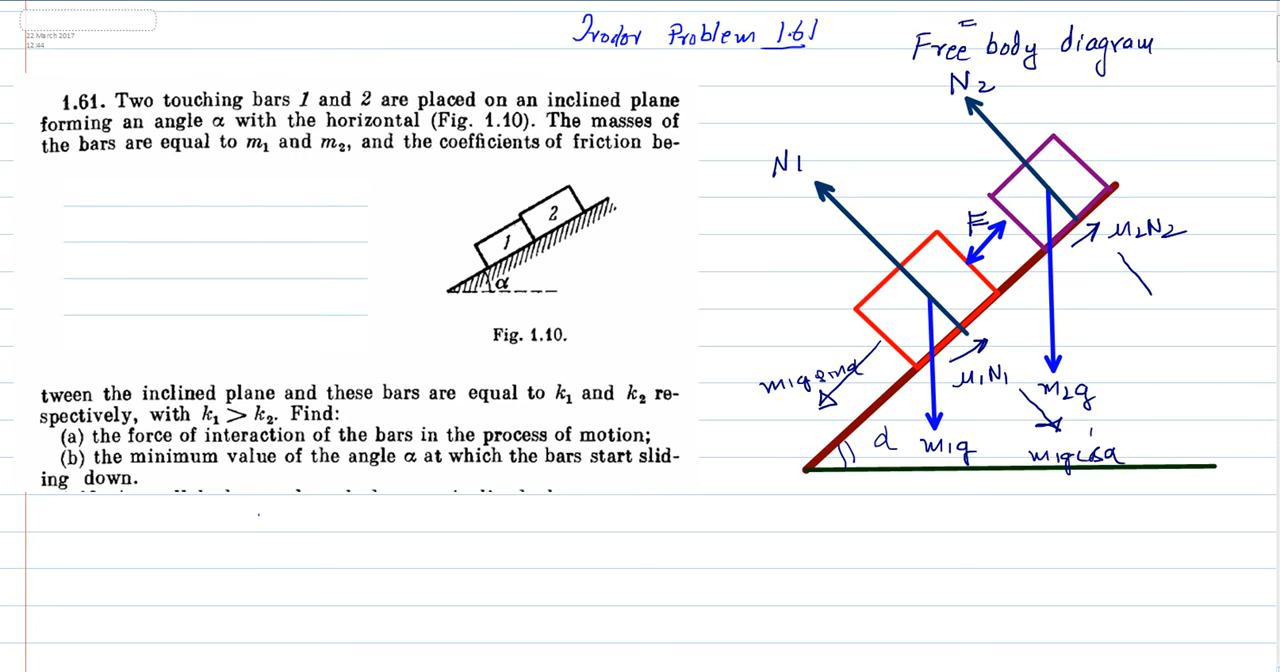 22 March 2017
12:44
Irodov Problem 1.61
Free body diagram
1.61. Two touching bars 1 and 2 are placed on an inclined plane
forming an angle α with the horizontal (Fig. 1.10). The masses of
the bars are equal to m₁ and m₂, and the coefficients of friction be-
1
2
α
Fig. 1.10.
tween the inclined plane and these bars are equal to k₁ and k₂ re-
spectively, with k₁ > k₂. Find:
(a) the force of interaction of the bars in the process of motion;
(b) the minimum value of the angle α at which the bars start slid-
ing down.
N2
N1
F
μ2N2
m1gsinα
μ1N1
m2g
α
m1g
m1gcosα